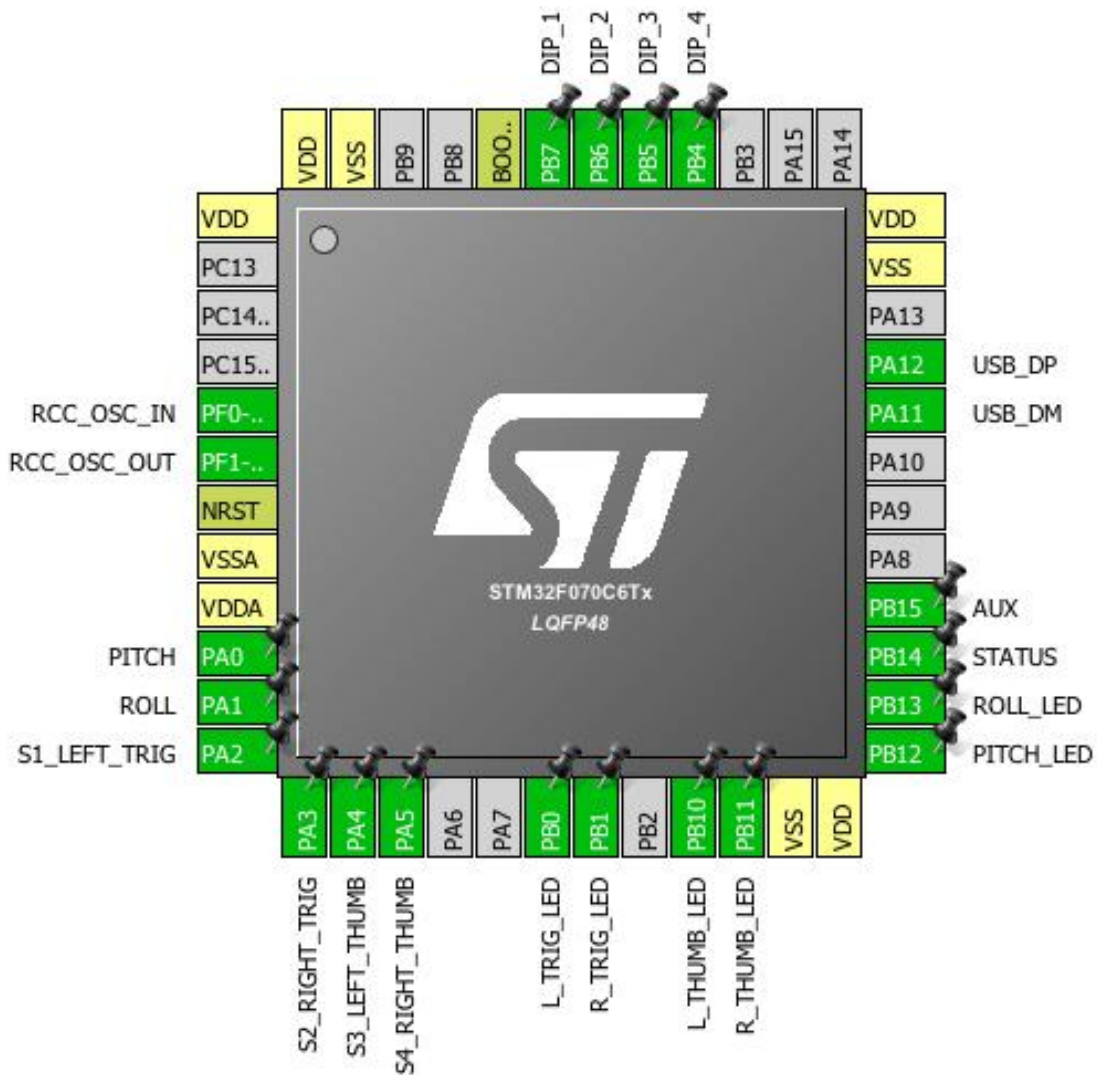 DIP_1
DIP_2
DIP_3
DIP_4
VDD
VSS
PB9
PB8
BOO..
PB7
PB6
PB5
PB4
PB3
PA15
PA14
VDD
PC13
PC14..
PC15..
RCC_OSC_IN PF0-..
RCC_OSC_OUT PF1-..
NRST
VSSA
VDDA
PITCH PA0
ROLL PA1
S1_LEFT_TRIG PA2
STM32F070C6Tx
LQFP48
VDD
VSS
PA13
PA12 USB_DP
PA11 USB_DM
PA10
PA9
PA8
PB15 AUX
PB14 STATUS
PB13 ROLL_LED
PB12 PITCH_LED
PA3
PA4
PA5
PA6
PA7
PB0
PB1
PB2
PB10
PB11
VSS
VDD
S2_RIGHT_TRIG
S3_LEFT_THUMB
S4_RIGHT_THUMB
L_TRIG_LED
R_TRIG_LED
L_THUMB_LED
R_THUMB_LED